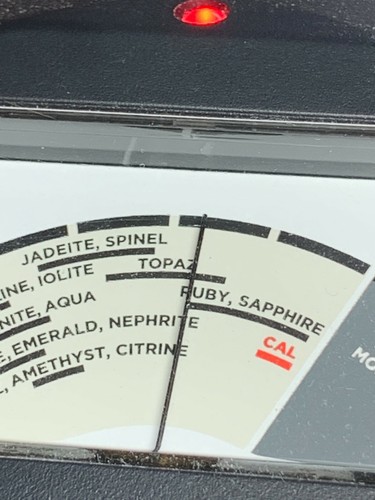 JADEITE, SPINEL
TOPAZ
INE, IOLITE
RUBY, SAPPHIRE
NITE, AQUA
E, EMERALD, NEPHRITE
CAL
L, AMETHYST, CITRINE
MO